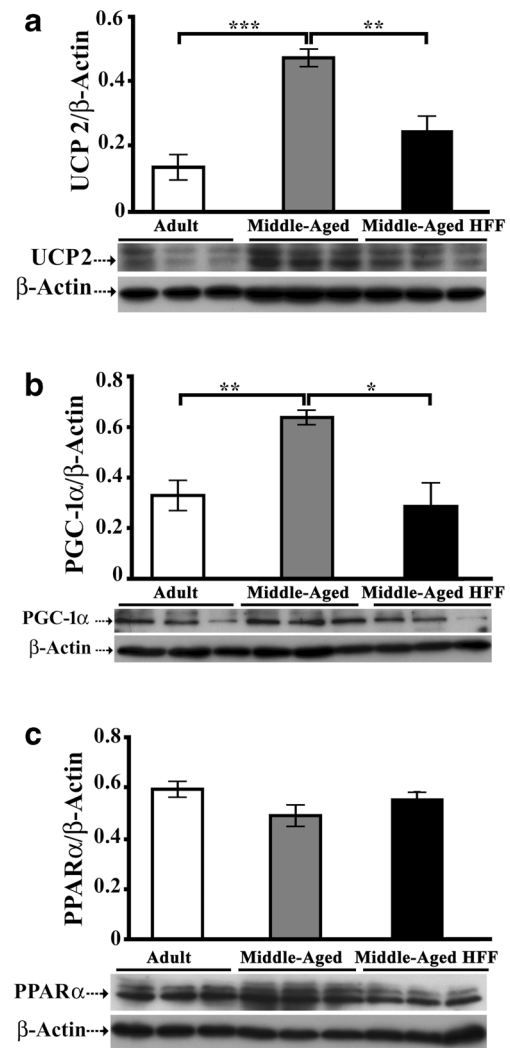 a
UCP 2/β-Actin
0.6
0.4
0.2
0
***
**
Adult Middle-Aged Middle-Aged HFF
UCP2
β-Actin
b
PGC-1α/β-Actin
0.8
0.6
0.4
0.2
0
**
*
Adult Middle-Aged Middle-Aged HFF
PGC-1α
β-Actin
c
PPARα/β-Actin
0.8
0.6
0.4
0.2
0
Adult Middle-Aged Middle-Aged HFF
PPARα
β-Actin